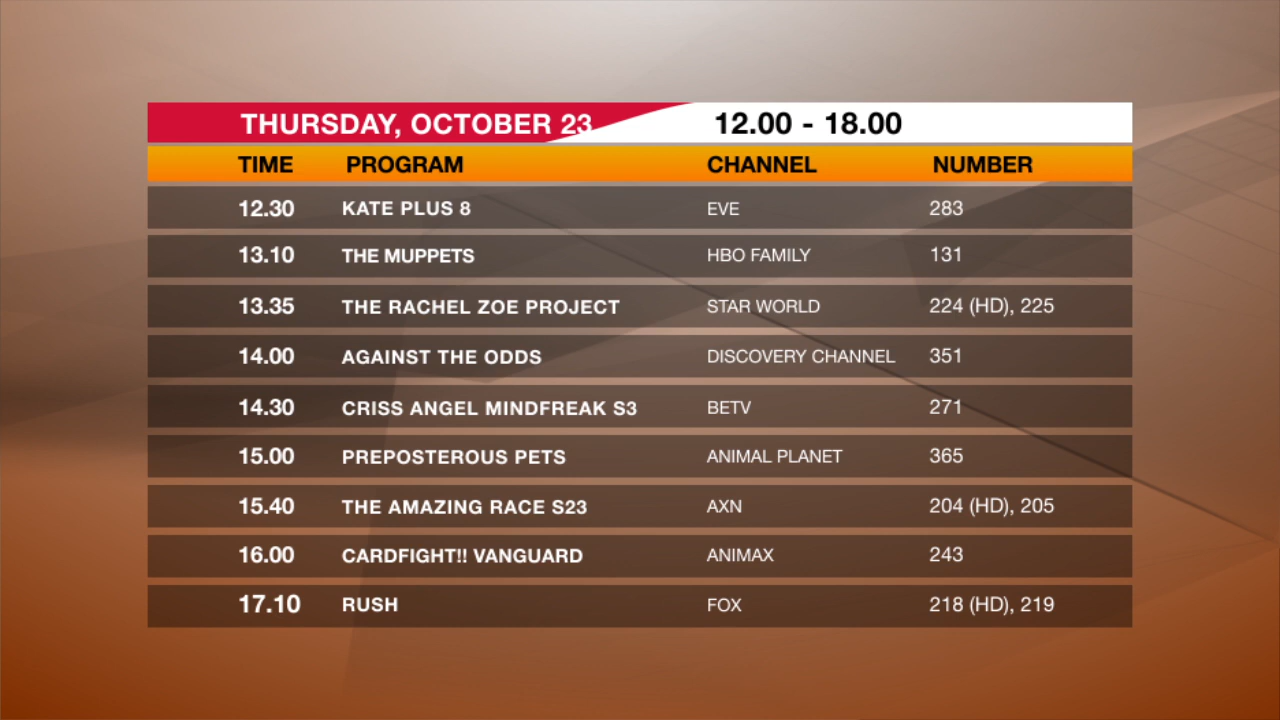 THURSDAY, OCTOBER 23 12.00 - 18.00
TIME PROGRAM CHANNEL NUMBER
12.30 KATE PLUS 8 EVE 283
13.10 THE MUPPETS HBO FAMILY 131
13.35 THE RACHEL ZOE PROJECT STAR WORLD 224 (HD), 225
14.00 AGAINST THE ODDS DISCOVERY CHANNEL 351
14.30 CRISS ANGEL MINDFREAK S3 BETV 271
15.00 PREPOSTEROUS PETS ANIMAL PLANET 365
15.40 THE AMAZING RACE S23 AXN 204 (HD), 205
16.00 CARDFIGHT!! VANGUARD ANIMAX 243
17.10 RUSH FOX 218 (HD), 219